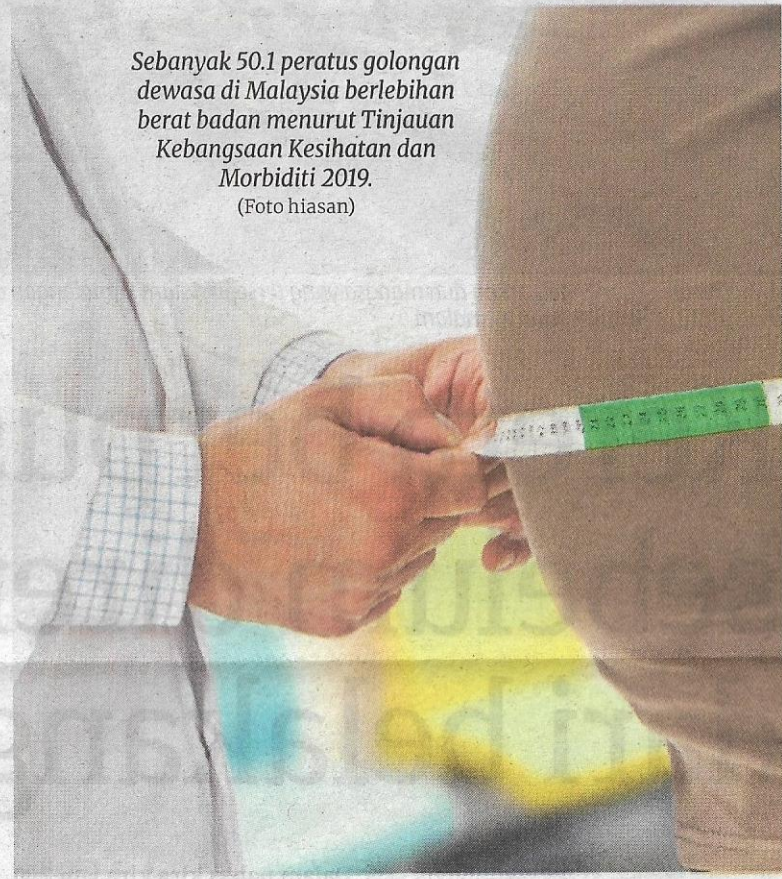 Sebanyak 50.1 peratus golongan
dewasa di Malaysia berlebihan
berat badan menurut Tinjauan
Kebangsaan Kesihatan dan
Morbiditi 2019.
(Foto hiasan)